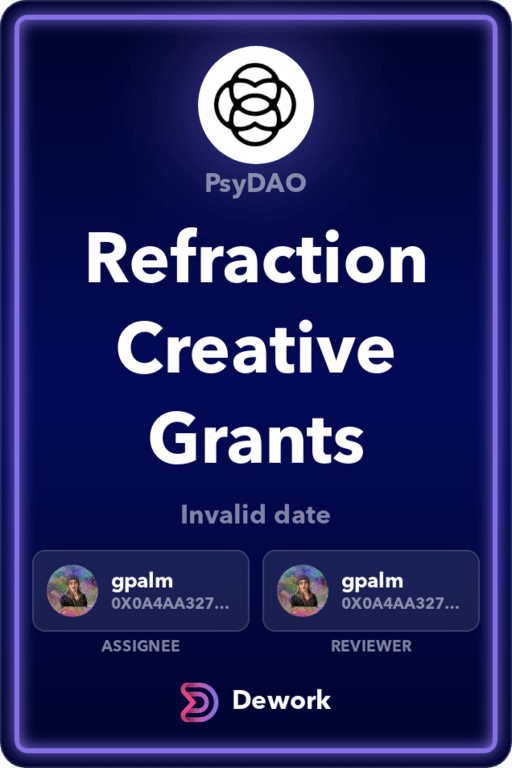 PsyDAO
Refraction
Creative
Grants
Invalid date
gpalm
0X0A4AA327...
ASSIGNEE
gpalm
0X0A4AA327...
REVIEWER
Dework